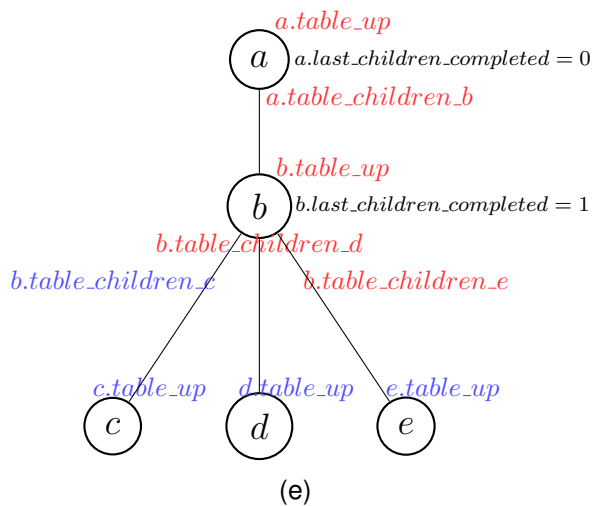 a.table_up
a
a.last_children_completed = 0
a.table_children_b
b.table_up
b
b.last_children_completed = 1
b.table_children_d
b.table_children_c
b.table_children_e
c.table_up
d.table_up
e.table_up
c
d
e
(e)